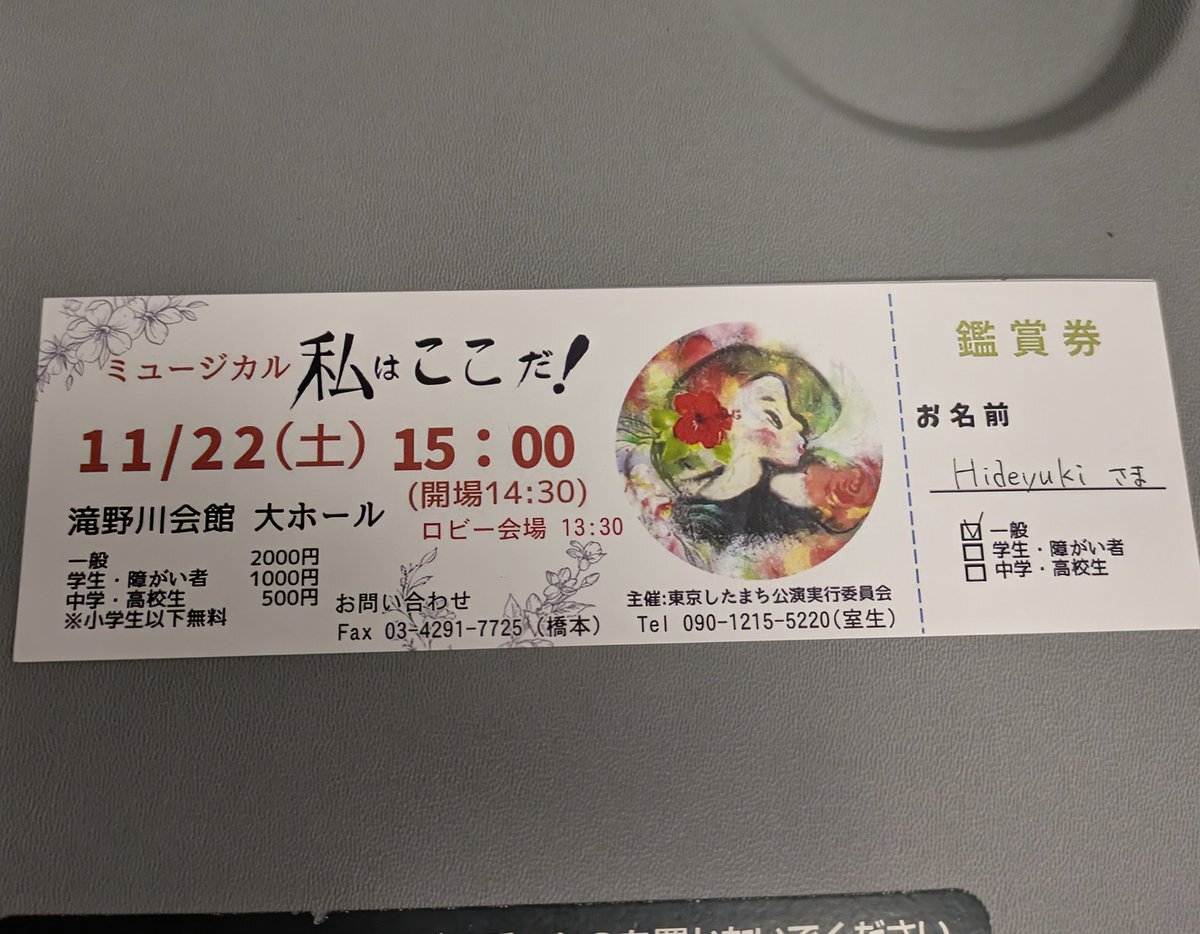 ミュージカル 私はここだ!
11/22(土) 15:00
(開場14:30)
滝野川会館 大ホール
ロビー会場 13:30
一般 2000円
学生・障がい者 1000円
中学・高校生 500円
※小学生以下無料
お問い合わせ
Fax 03-4291-7725（橋本）
主催:東京したまち公演実行委員会
Tel 090-1215-5220(室生)
鑑賞券
お名前
Hideyuki さま
☑一般
□学生・障がい者
□中学・高校生